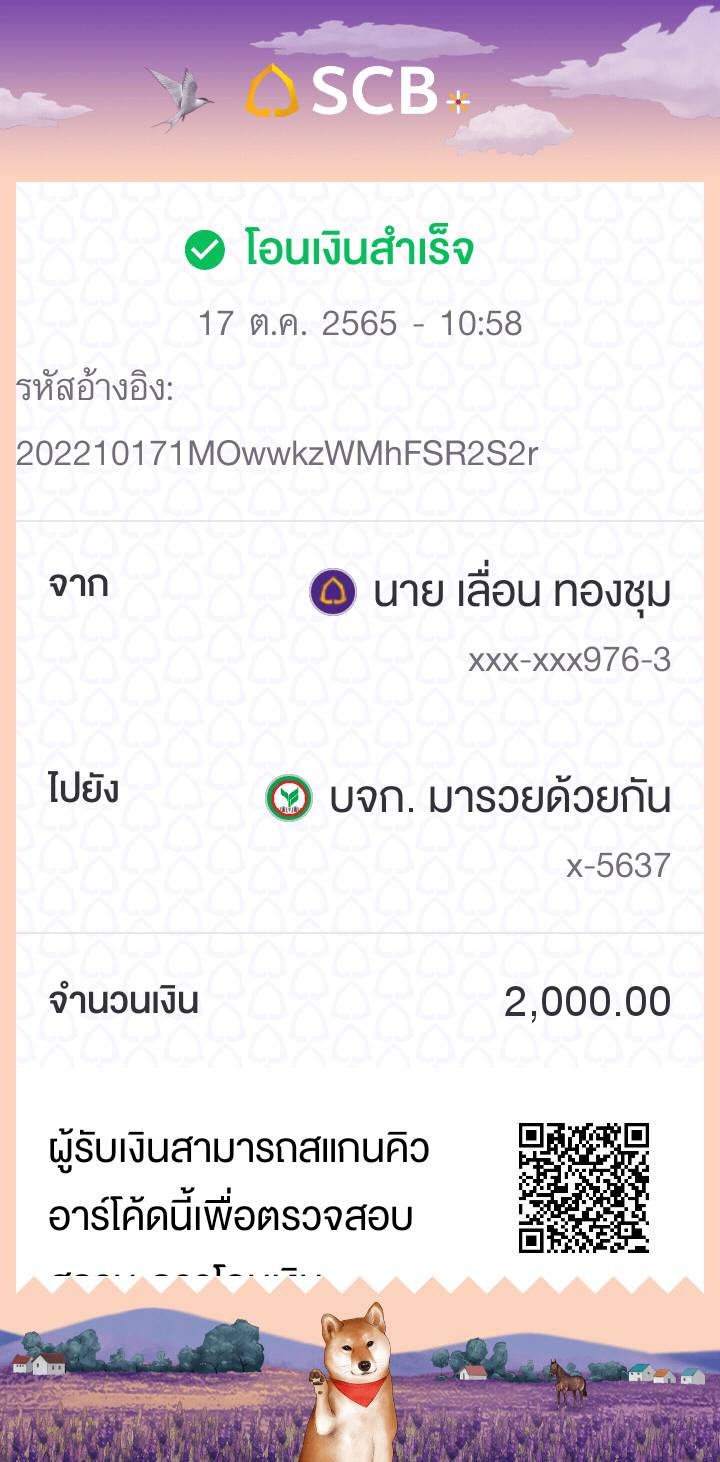 SCB
โอนเงินสำเร็จ
17 ต.ค. 2565 - 10:58
รหัสอ้างอิง:
202210171MOwwkzWMhFSR2S2r
จาก
นาย เลื่อน ทองชุม
xxx-xxx976-3
ไปยัง
บจก. มารวยด้วยกัน
x-5637
จำนวนเงิน
2,000.00
ผู้รับเงินสามารถสแกนคิว
อาร์โค้ดนี้เพื่อตรวจสอบ